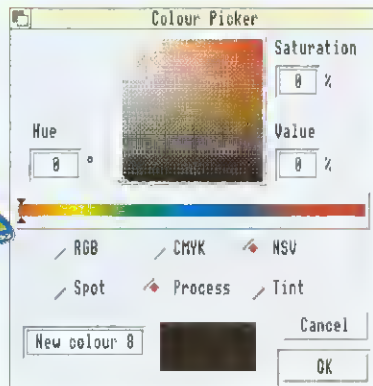 Colour Picker
Saturation
0 %
Hue
0 °
Value
0 %
RGB
CMYK
HSV
Spot
Process
Tint
New colour 8
Cancel
OK